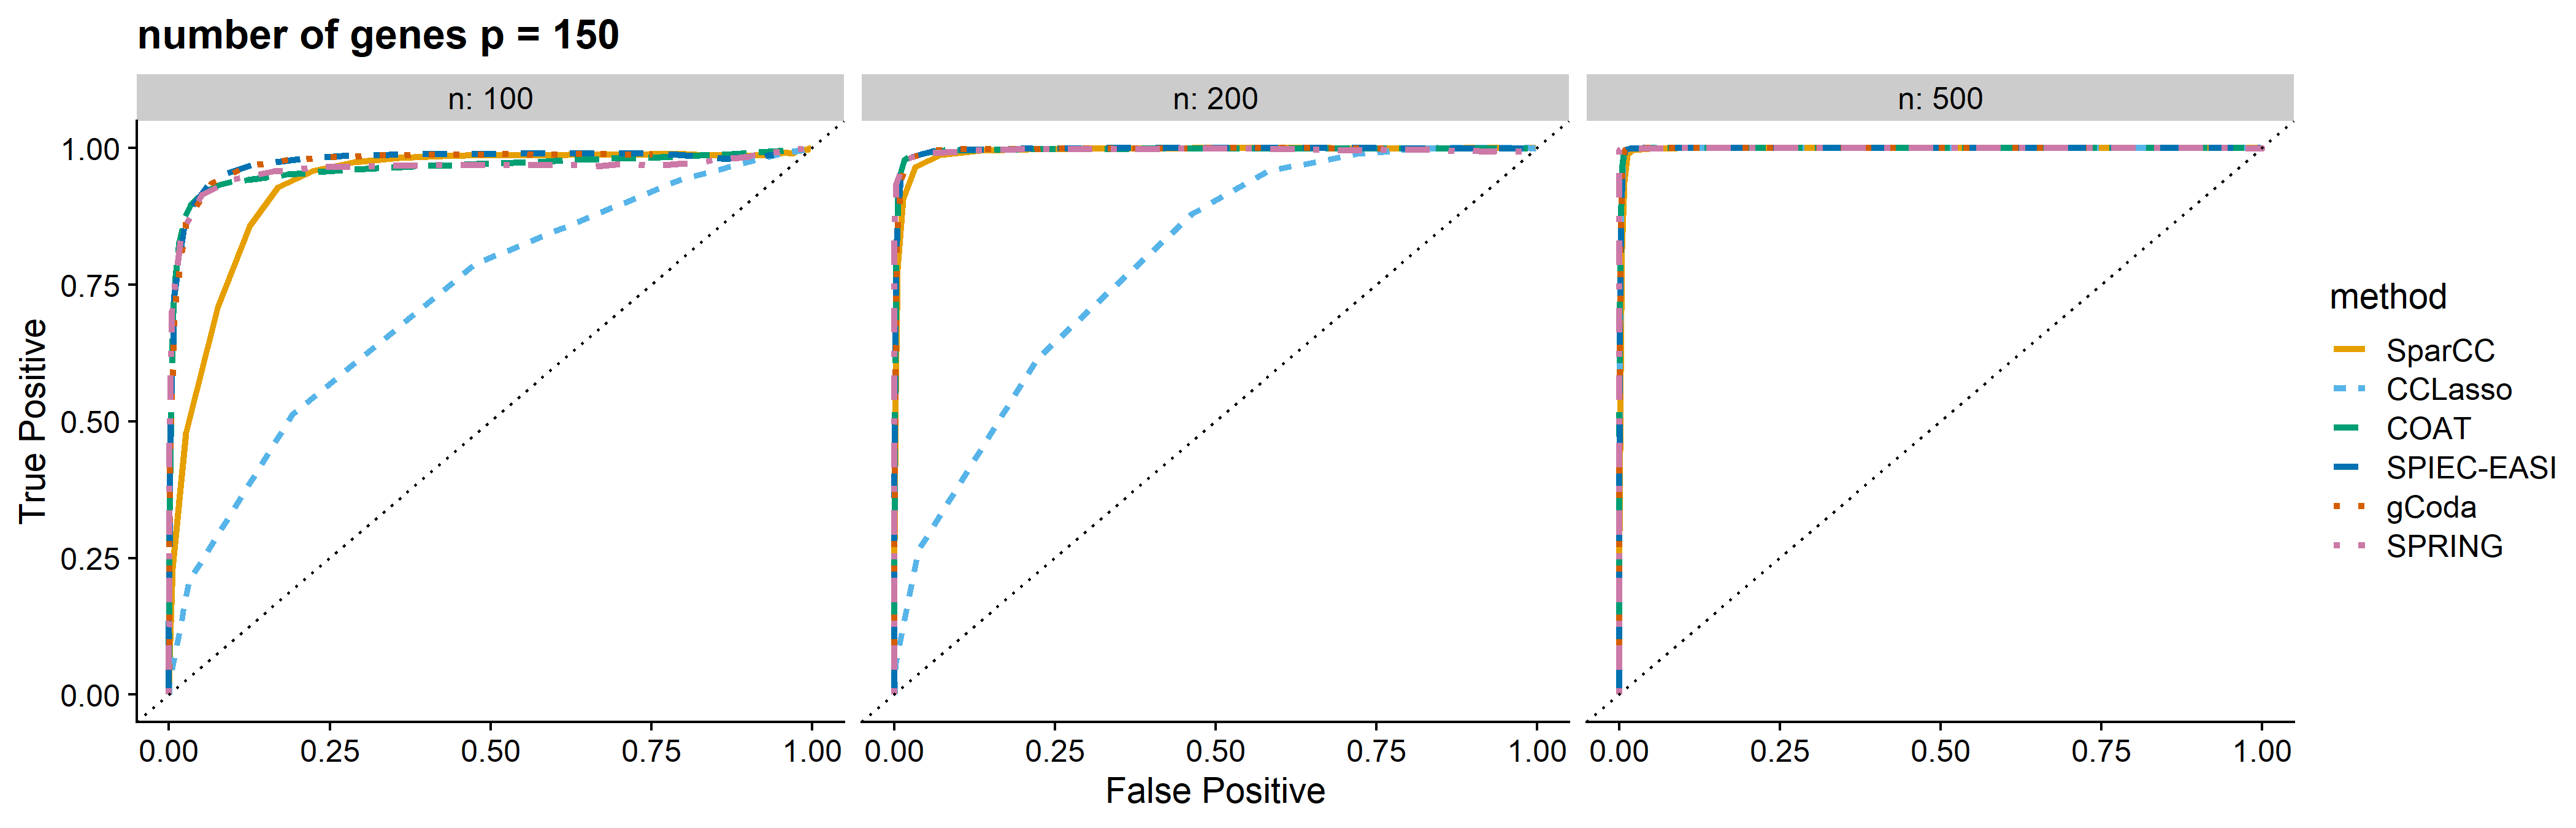 number of genes p = 150
n: 100
n: 200
n: 500
True Positive
1.00
0.75
0.50
0.25
0.00
0.00 0.25 0.50 0.75 1.00
0.00 0.25 0.50 0.75 1.00
0.00 0.25 0.50 0.75 1.00
False Positive
method
SparCC
CCLasso
COAT
SPIEC-EASI
gCoda
SPRING